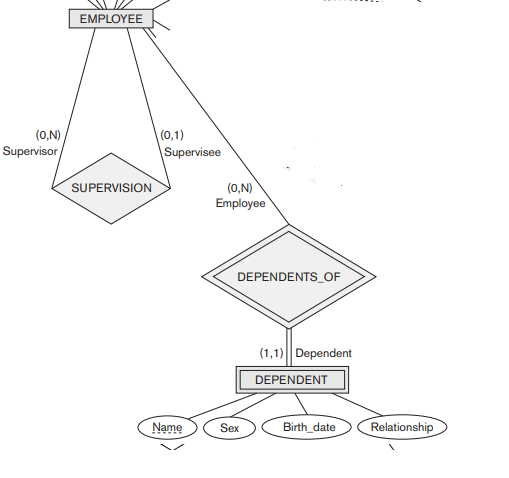 EMPLOYEE
(0,N)
Supervisor
(0,1)
Supervisee
SUPERVISION
(0,N)
Employee
DEPENDENTS_OF
(1,1) Dependent
DEPENDENT
Name Sex Birth_date Relationship